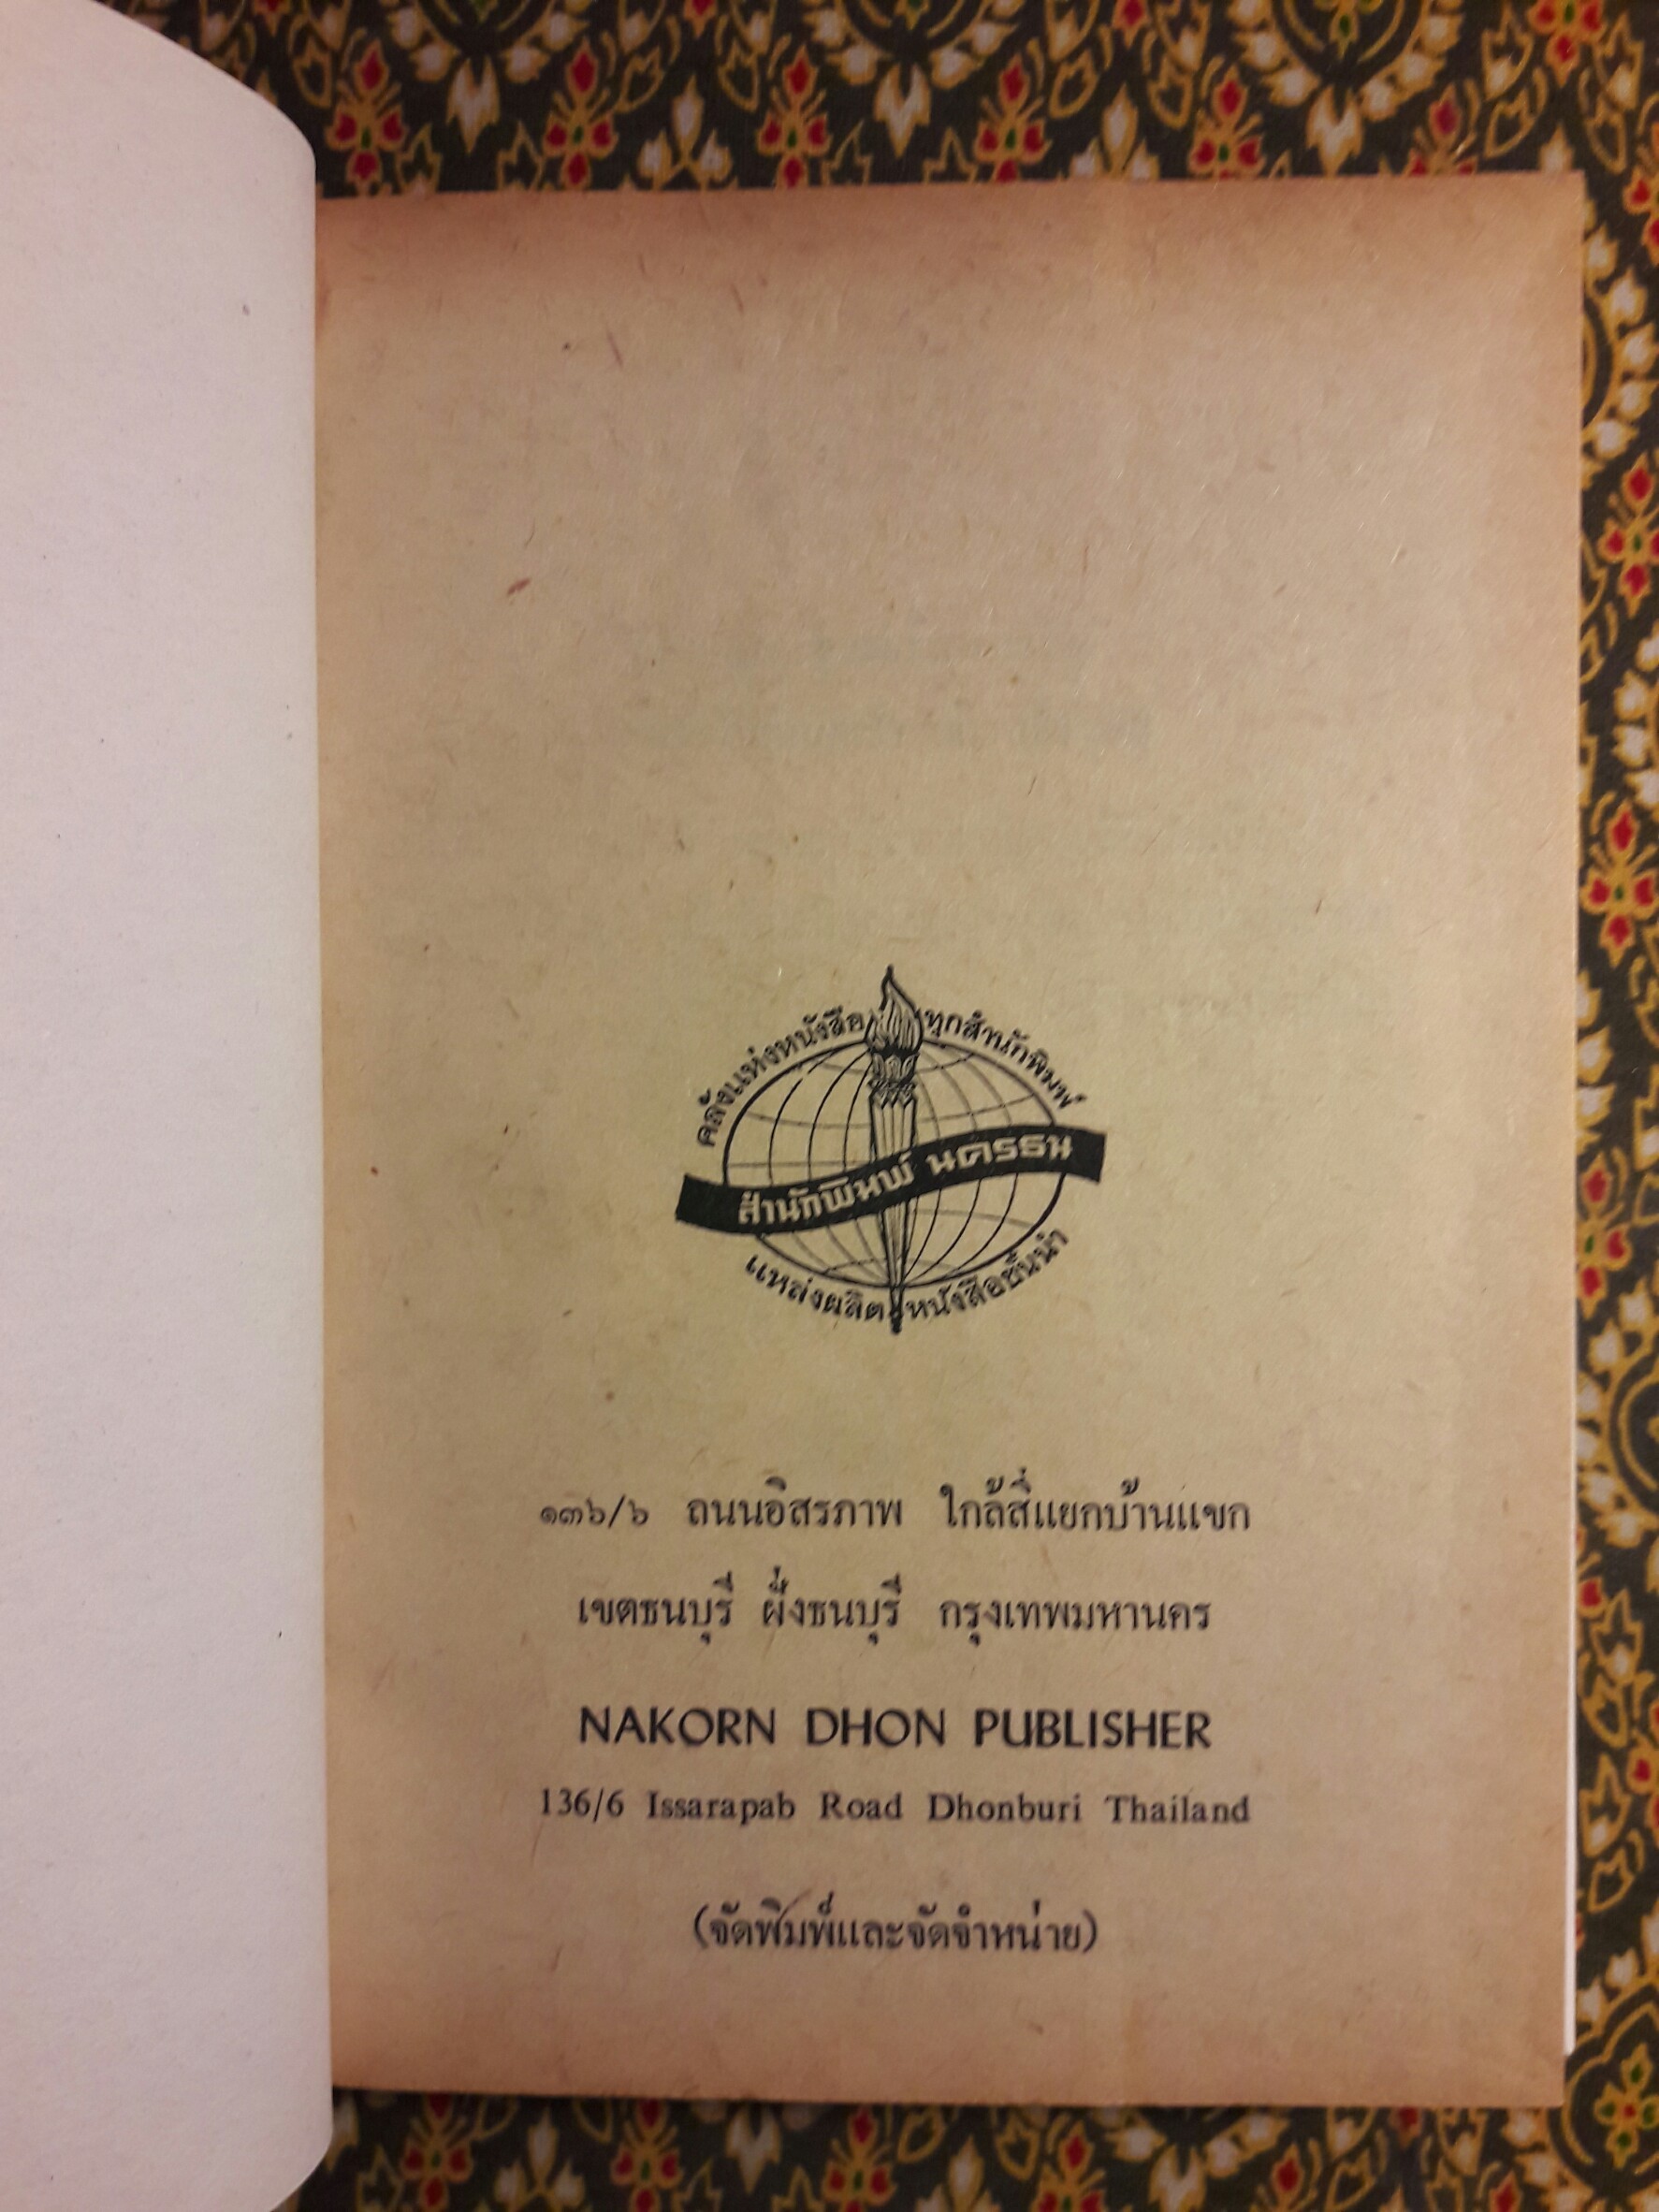 คลังแห่งหนังสือ ทุกสำนักพิมพ์
สำนักพิมพ์ นครธน
แหล่งผลิต หนังสือชั้นนำ
๑๓๖/๖ ถนนอิสรภาพ ใกล้สี่แยกบ้านแขก
เขตธนบุรี ฝั่งธนบุรี กรุงเทพมหานคร
NAKORN DHON PUBLISHER
136/6 Issarapab Road Dhonburi Thailand
(จัดพิมพ์และจัดจำหน่าย)